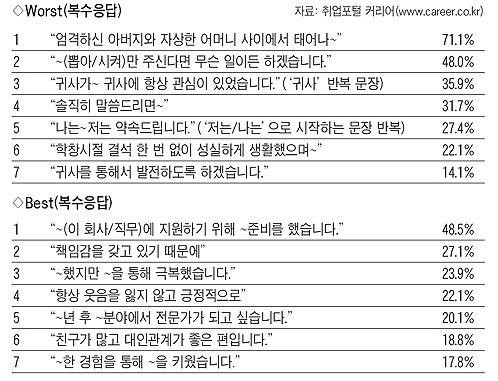 ◇Worst(복수응답) 자료: 취업포털 커리어(www.career.co.kr)
1 “엄격하신 아버지와 자상한 어머니 사이에서 태어나~” 71.1%
2 “~(뽑아/시켜)만 주신다면 무슨 일이든 하겠습니다.” 48.0%
3 “귀사가~ 귀사에 항상 관심이 있었습니다.”(‘귀사’ 반복 문장) 35.9%
4 “솔직히 말씀드리면~” 31.7%
5 “나는~저는 약속드립니다.”(‘저는/나는’으로 시작하는 문장 반복) 27.4%
6 “학창시절 결석 한 번 없이 성실하게 생활했으며~” 22.1%
7 “귀사를 통해서 발전하도록 하겠습니다.” 14.1%
◇Best(복수응답)
1 “~(이 회사/직무)에 지원하기 위해 ~준비를 했습니다.” 48.5%
2 “책임감을 갖고 있기 때문에” 27.1%
3 “~했지만 ~을 통해 극복했습니다.” 23.9%
4 “항상 웃음을 잃지 않고 긍정적으로” 22.1%
5 “~년 후 ~분야에서 전문가가 되고 싶습니다.” 20.1%
6 “친구가 많고 대인관계가 좋은 편입니다.” 18.8%
7 “~한 경험을 통해 ~을 키웠습니다.” 17.8%